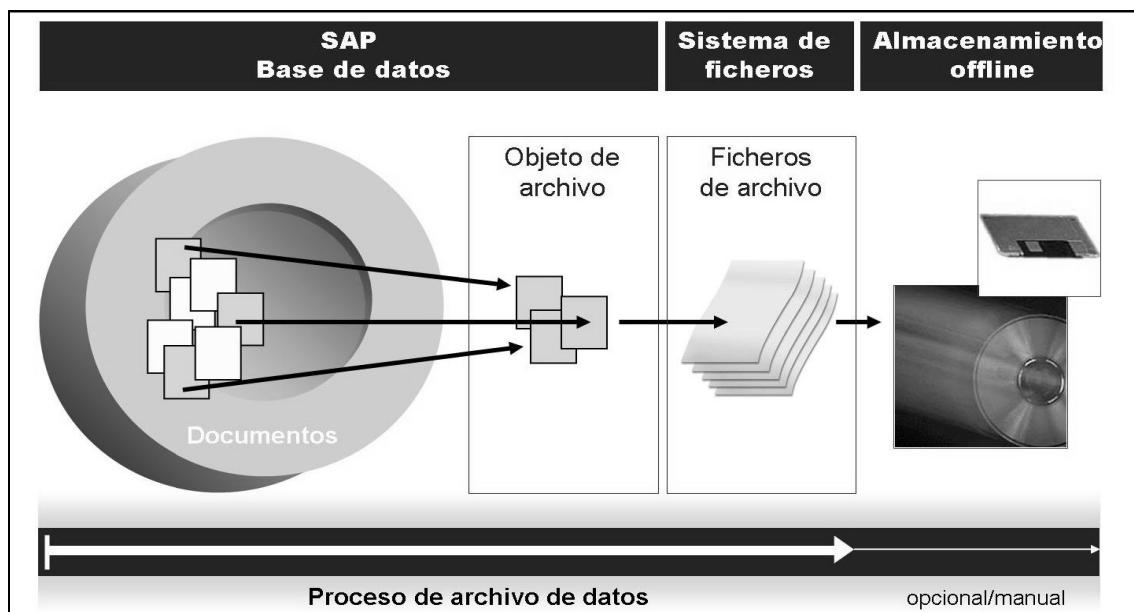 SAP
Base de datos
Sistema de
ficheros
Almacenamiento
offline
Objeto de
archivo
Ficheros
de archivo
Documentos
Proceso de archivo de datos
opcional/manual